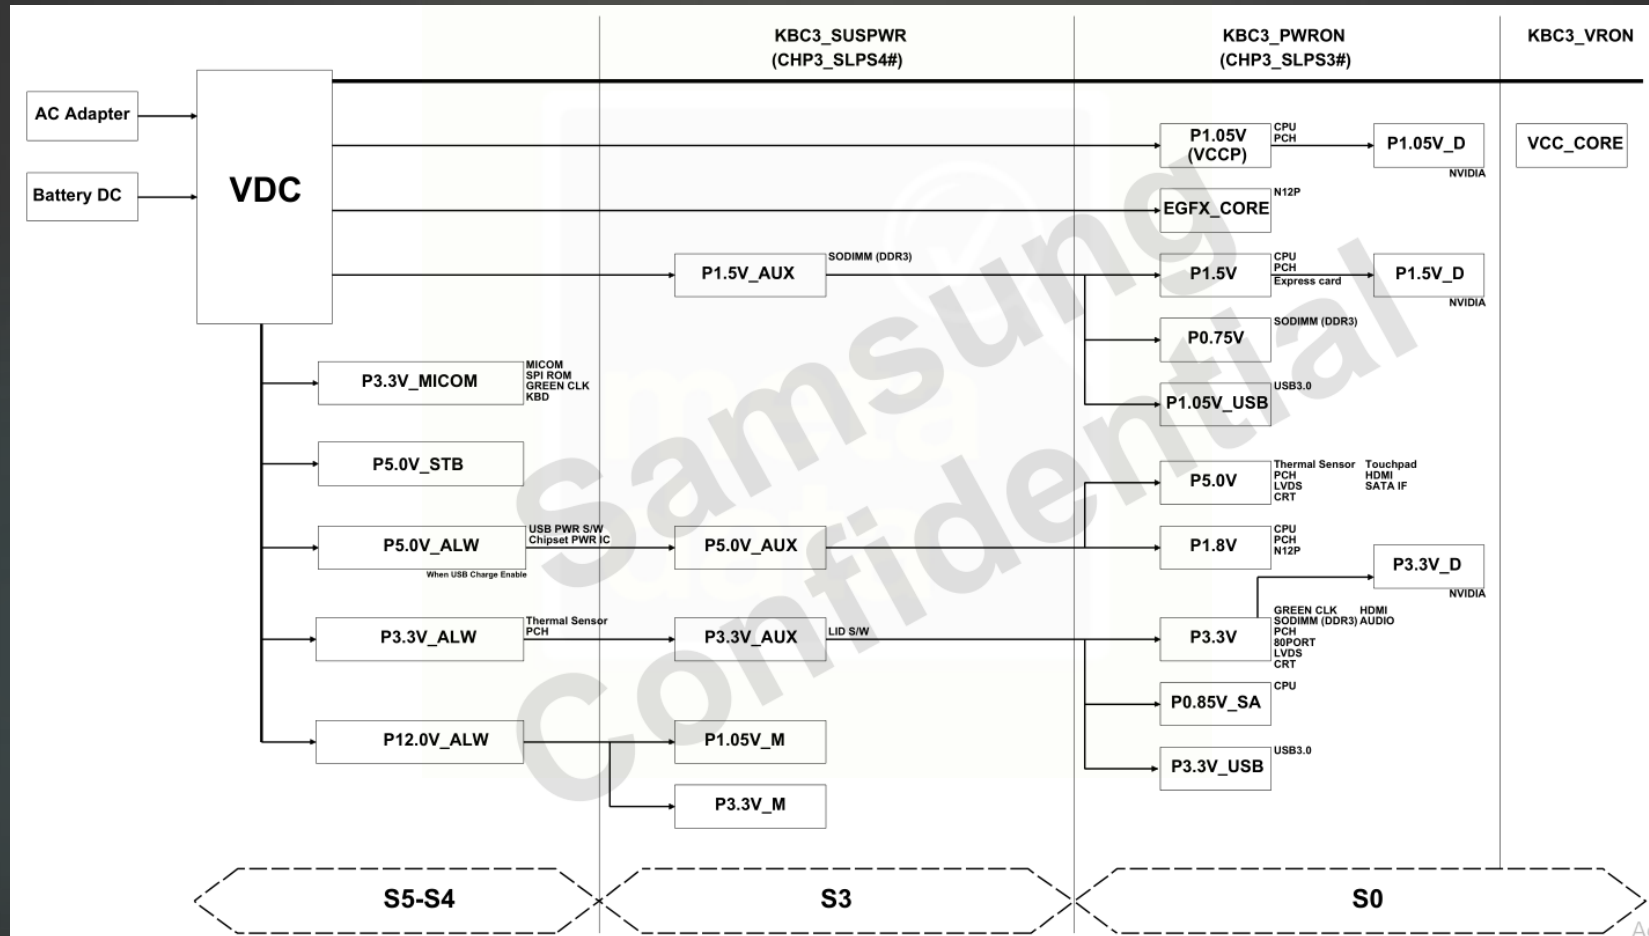 KBC3_SUSPWR
(CHP3_SLPS4#)
KBC3_PWRON
(CHP3_SLPS3#)
KBC3_VRON
AC Adapter
Battery DC
VDC
P1.05V
(VCCP)
CPU
PCH
P1.05V_D
NVIDIA
VCC_CORE
EGFX_CORE
N12P
P1.5V_AUX
SODIMM (DDR3)
P1.5V
CPU
PCH
Express card
P1.5V_D
NVIDIA
P0.75V
SODIMM (DDR3)
P1.05V_USB
USB3.0
P3.3V_MICOM
MICOM
SPI ROM
GREEN CLK
KBD
P5.0V_STB
P5.0V
Thermal Sensor Touchpad
PCH HDMI
LVDS SATA IF
CRT
P5.0V_ALW
USB PWR S/W
Chipset PWR IC
When USB Charge Enable
P5.0V_AUX
P1.8V
CPU
PCH
N12P
P3.3V_D
NVIDIA
P3.3V_ALW
Thermal Sensor
PCH
P3.3V_AUX
LID S/W
P3.3V
GREEN CLK HDMI
SODIMM (DDR3) AUDIO
PCH
80PORT
LVDS
CRT
P0.85V_SA
CPU
P12.0V_ALW
P1.05V_M
P3.3V_USB
USB3.0
P3.3V_M
S5-S4
S3
S0
Samsung
Confidential
meta
data